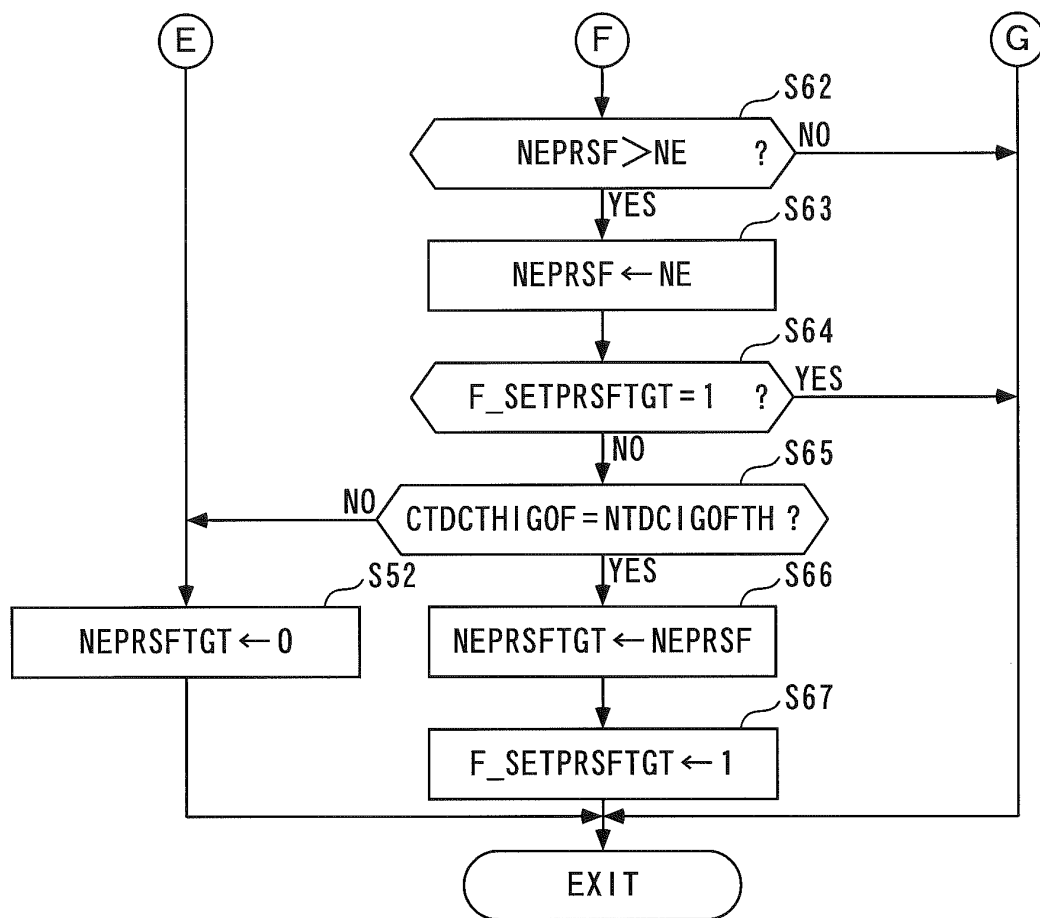 E
F
G
S62
NEPRSF>NE ?
NO
YES
S63
NEPRSF←NE
S64
F_SETPRSFTGT=1 ?
YES
NO
S65
NO
CTDCTHIGOF=NTDCIGOFTH ?
YES
S52
S66
NEPRSFTGT←0
NEPRSFTGT←NEPRSF
S67
F_SETPRSFTGT←1
EXIT